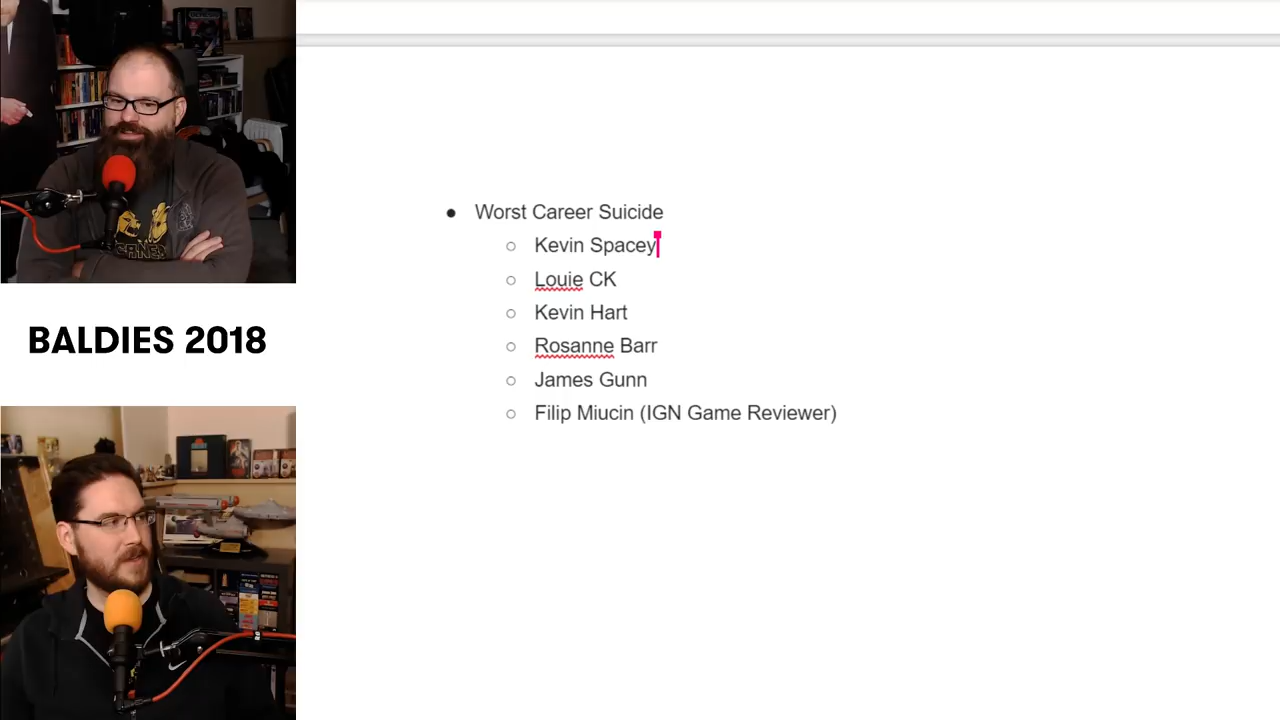 Worst Career Suicide
Kevin Spacey
Louie CK
Kevin Hart
Rosanne Barr
James Gunn
Filip Miucin (IGN Game Reviewer)
BALDIES 2018